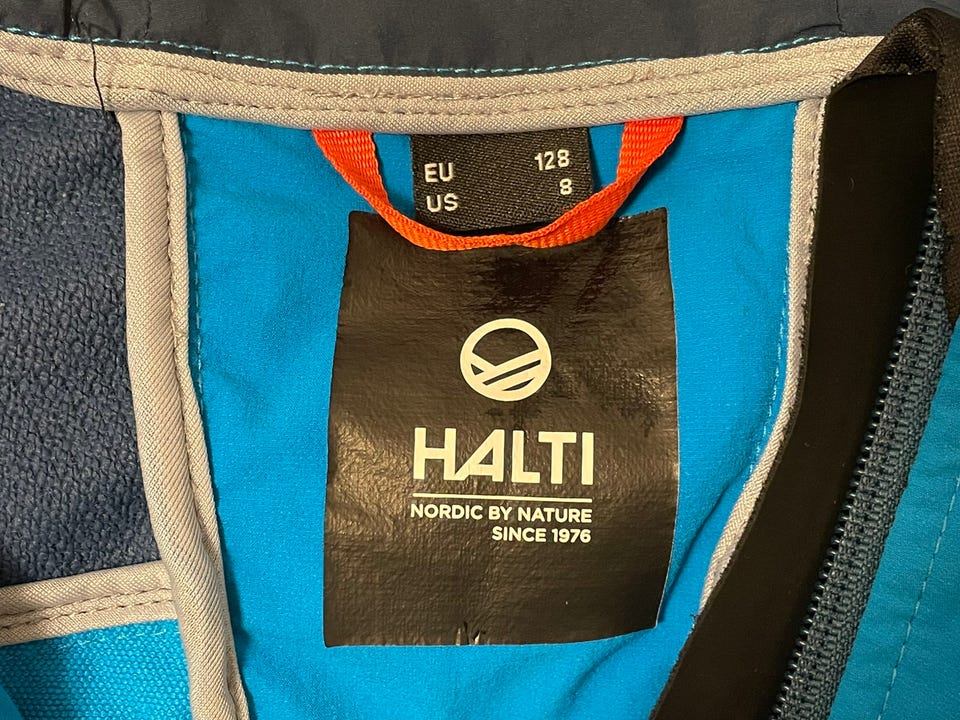 EU 128
US 8
HALTI
NORDIC BY NATURE
SINCE 1976